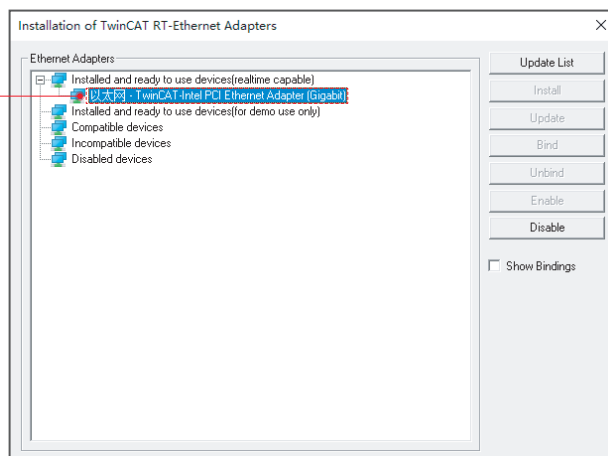 Installation of TwinCAT RT-Ethernet Adapters
Ethernet Adapters
Installed and ready to use devices(realtime capable)
以太网 - TwinCAT-Intel PCI Ethernet Adapter (Gigabit)
Installed and ready to use devices(for demo use only)
Compatible devices
Incompatible devices
Disabled devices
Update List
Install
Update
Bind
Unbind
Enable
Disable
Show Bindings